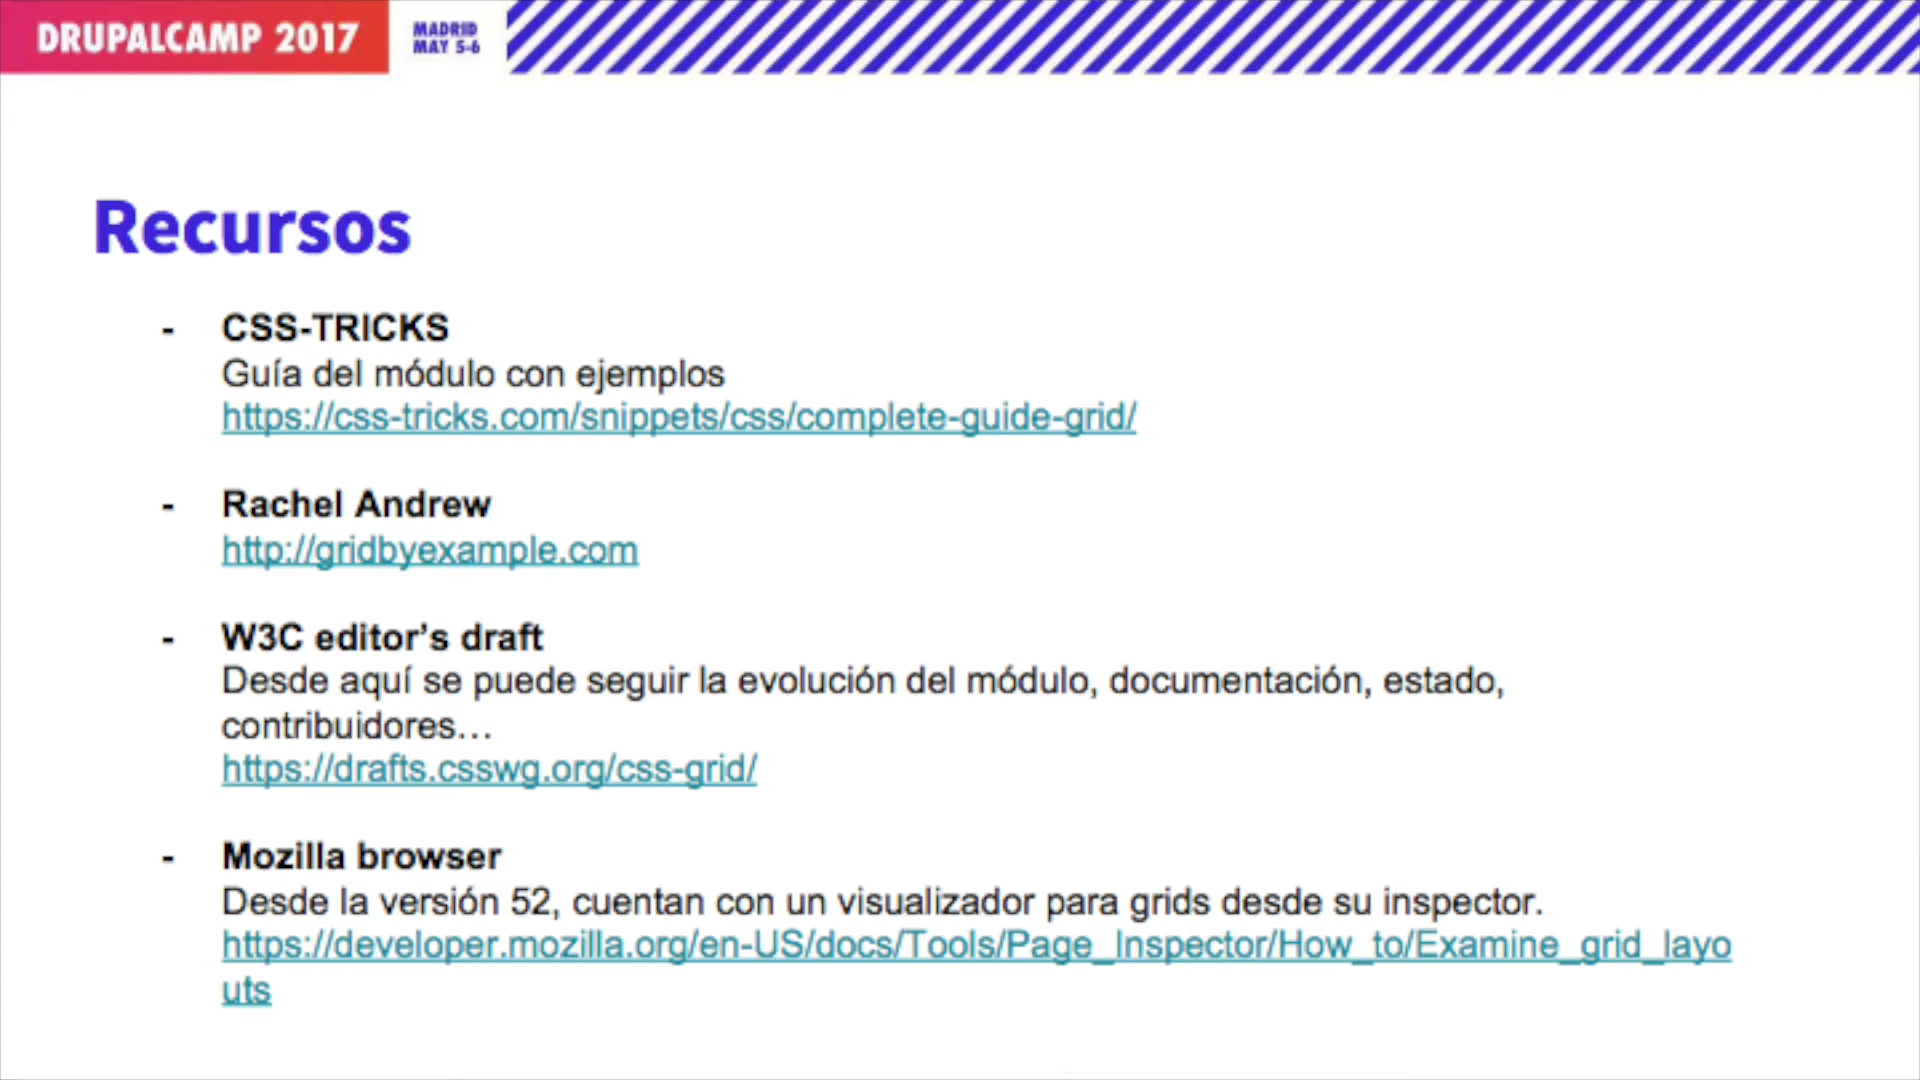 DRUPALCAMP 2017
MADRID
MAY 5-6
Recursos
- CSS-TRICKS
Guía del módulo con ejemplos
https://css-tricks.com/snippets/css/complete-guide-grid/
- Rachel Andrew
http://gridbyexample.com
- W3C editor’s draft
Desde aquí se puede seguir la evolución del módulo, documentación, estado,
contribuidores…
https://drafts.csswg.org/css-grid/
- Mozilla browser
Desde la versión 52, cuentan con un visualizador para grids desde su inspector.
https://developer.mozilla.org/en-US/docs/Tools/Page_Inspector/How_to/Examine_grid_layo
uts